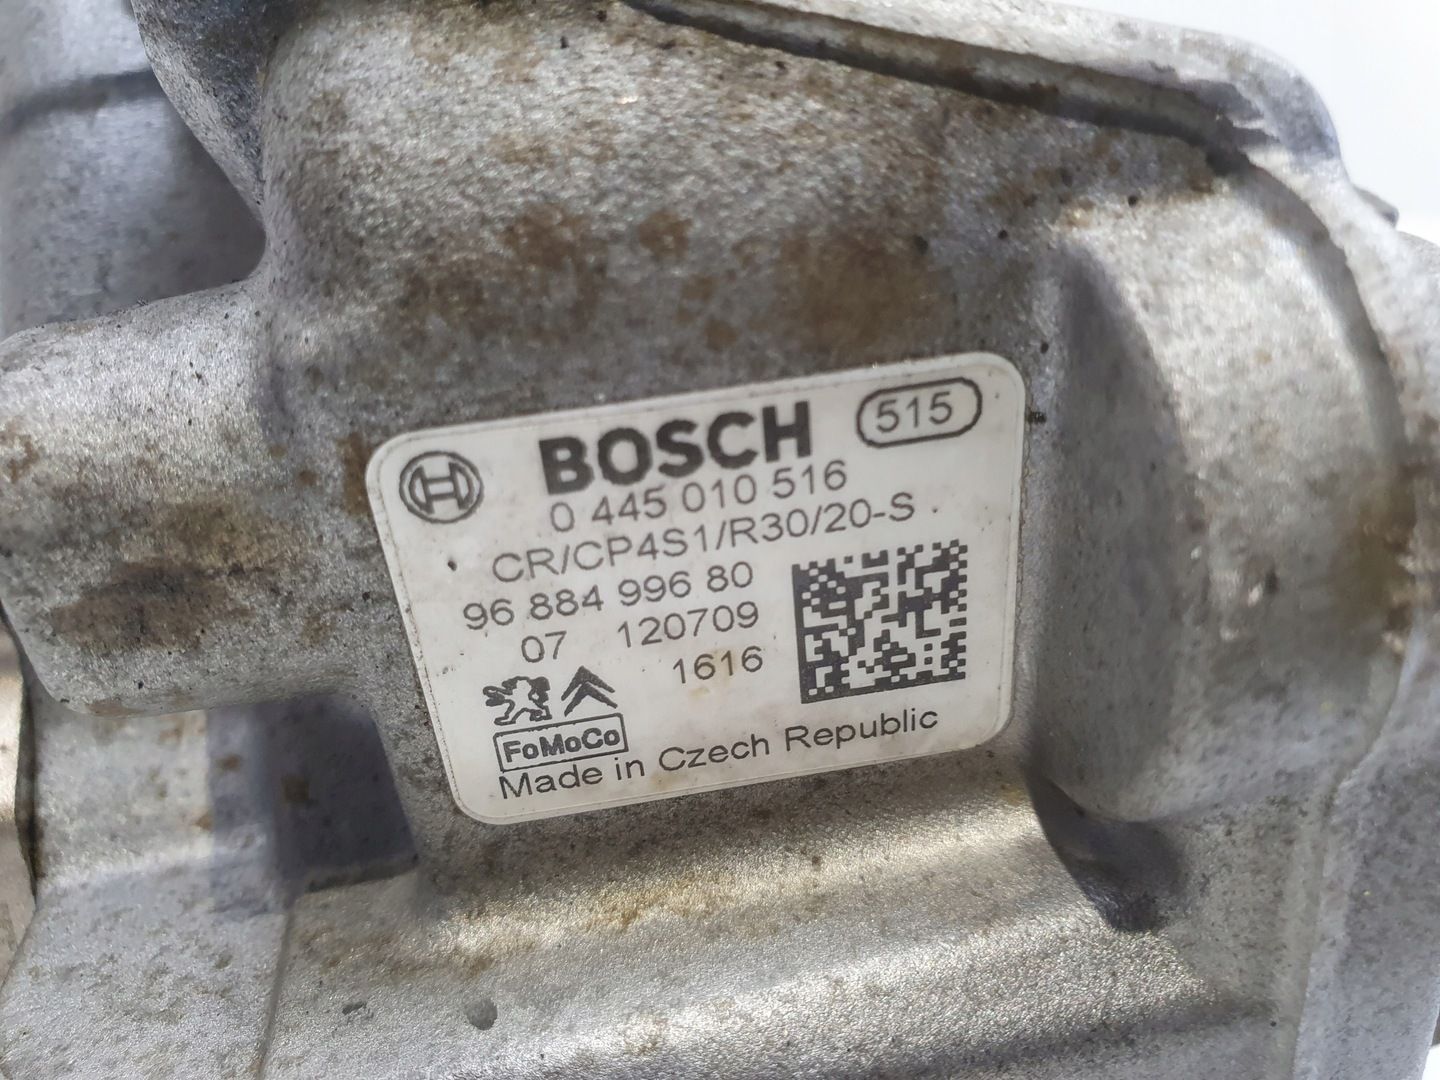 BOSCH 515
0 445 010 516
CR/CP4S1/R30/20-S
96 884 996 80
07 120709
1616
FoMoCo
Made in Czech Republic